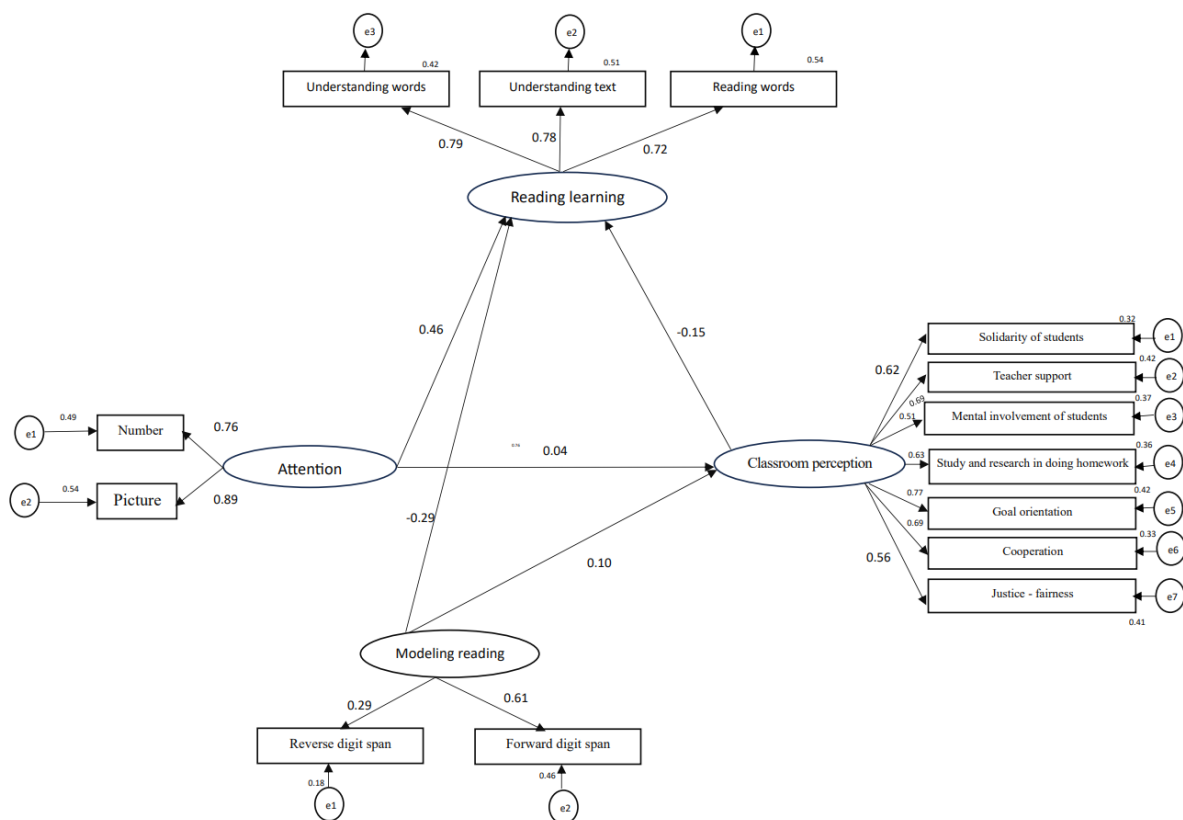 e3
e2
e1
0.42
0.51
0.54
Understanding words
Understanding text
Reading words
0.79
0.78
0.72
Reading learning
0.46
-0.15
-0.29
0.32
Solidarity of students
e1
0.62
0.42
Teacher support
e2
0.69
0.37
Mental involvement of students
e3
0.51
0.36
Study and research in doing homework
e4
0.63
0.42
Goal orientation
e5
0.77
0.33
Cooperation
e6
0.69
Justice - fairness
e7
0.56
0.41
e1
0.49
Number
0.76
Attention
0.04
Classroom perception
e2
0.54
Picture
0.89
0.10
Modeling reading
0.29
0.61
Reverse digit span
Forward digit span
0.18
0.46
e1
e2